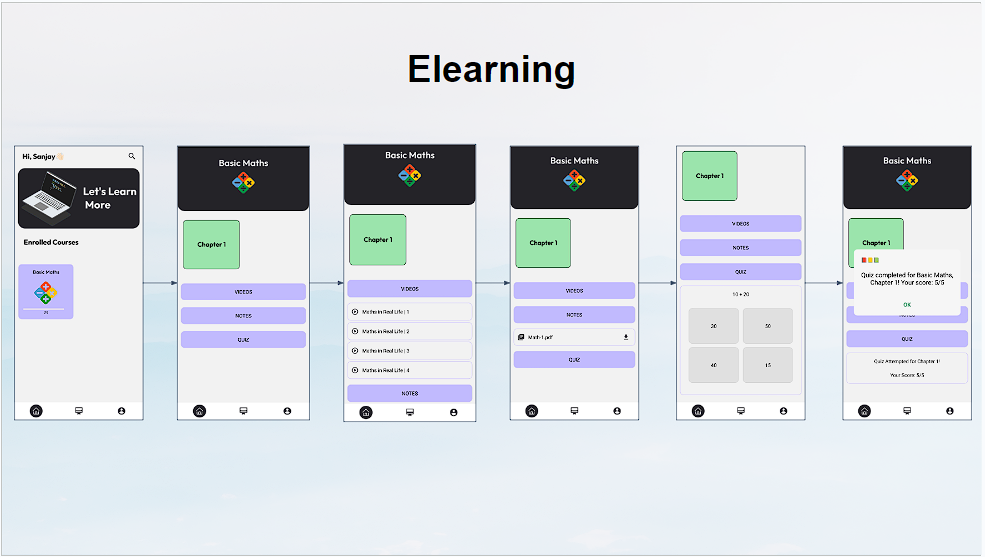 Elearning
Hi, Sanjay
Let's Learn
More
Enrolled Courses
Basic Maths
Basic Maths
Chapter 1
VIDEOS
NOTES
QUIZ
Basic Maths
Chapter 1
VIDEOS
Maths in Real Life | 1
Maths in Real Life | 2
Maths in Real Life | 3
Maths in Real Life | 4
NOTES
Basic Maths
Chapter 1
VIDEOS
NOTES
Math-1.pdf
QUIZ
Chapter 1
VIDEOS
NOTES
QUIZ
10 + 20
30
50
40
15
Basic Maths
Chapter 1
Quiz completed for Basic Maths,
Chapter 1! Your score: 5/5
OK
NOTES
QUIZ
Quiz Attempted for Chapter 1!
Your Score: 5/5